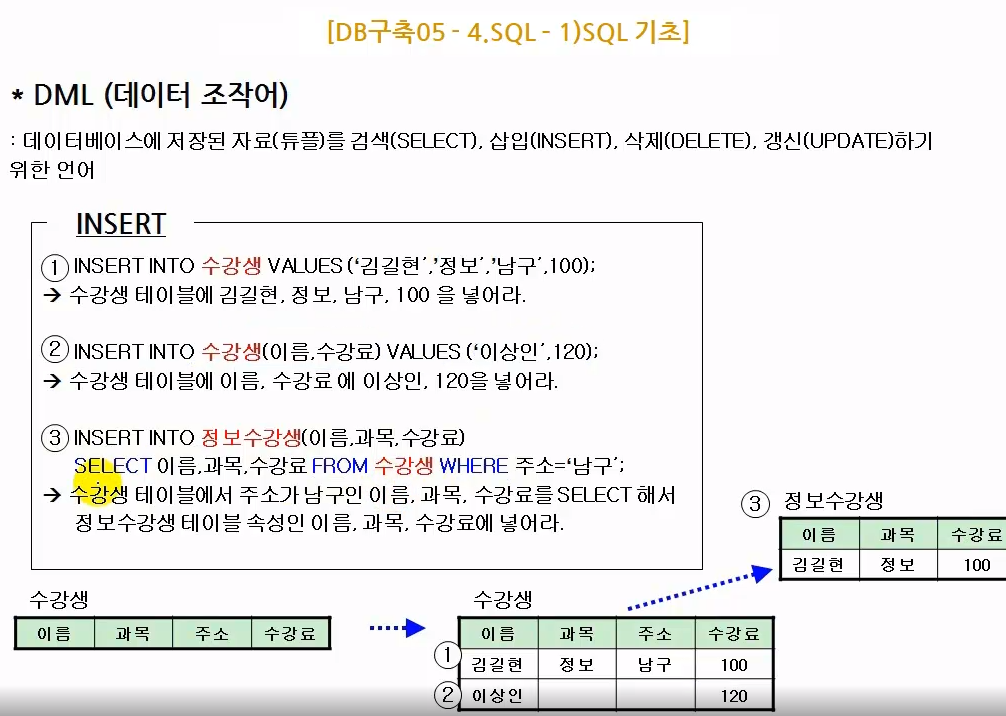 [DB구축05 - 4.SQL - 1)SQL 기초]
* DML (데이터 조작어)
: 데이터베이스에 저장된 자료(튜플)를 검색(SELECT), 삽입(INSERT), 삭제(DELETE), 갱신(UPDATE)하기
위한 언어
INSERT
① INSERT INTO 수강생 VALUES (‘김길현′,’정보′,’남구′,100);
→ 수강생 테이블에 김길현, 정보, 남구, 100 을 넣어라.
② INSERT INTO 수강생(이름,수강료) VALUES (‘이상인′,120);
→ 수강생 테이블에 이름, 수강료 에 이상인, 120을 넣어라.
③ INSERT INTO 정보수강생(이름,과목,수강료)
SELECT 이름,과목,수강료 FROM 수강생 WHERE 주소=‘남구′;
→ 수강생 테이블에서 주소가 남구인 이름, 과목, 수강료를 SELECT 해서
정보수강생 테이블 속성인 이름, 과목, 수강료에 넣어라.
③ 정보수강생
이름 과목 수강료
김길현 정보 100
수강생
이름 과목 주소 수강료
수강생
이름 과목 주소 수강료
① 김길현 정보 남구 100
② 이상인 120